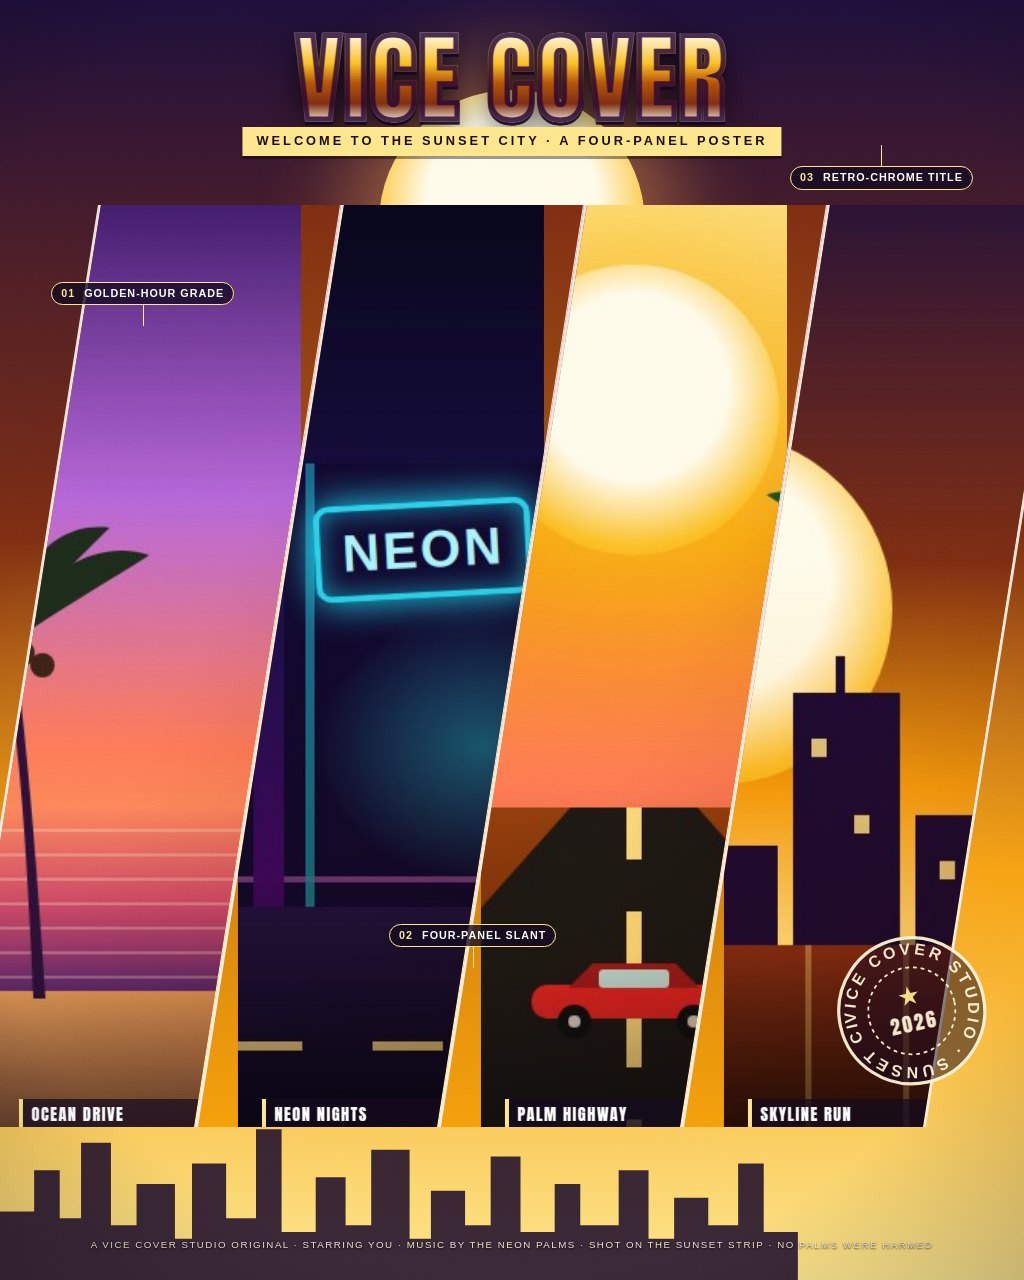 VICE COVER
WELCOME TO THE SUNSET CITY · A FOUR-PANEL POSTER
03 RETRO-CHROME TITLE
01 GOLDEN-HOUR GRADE
NEON
02 FOUR-PANEL SLANT
VICE COVER STUDIO · SUNSET CI
2026
OCEAN DRIVE
NEON NIGHTS
PALM HIGHWAY
SKYLINE RUN
A VICE COVER STUDIO ORIGINAL · STARRING YOU · MUSIC BY THE NEON PALMS · SHOT ON THE SUNSET STRIP · NO PALMS WERE HARMED